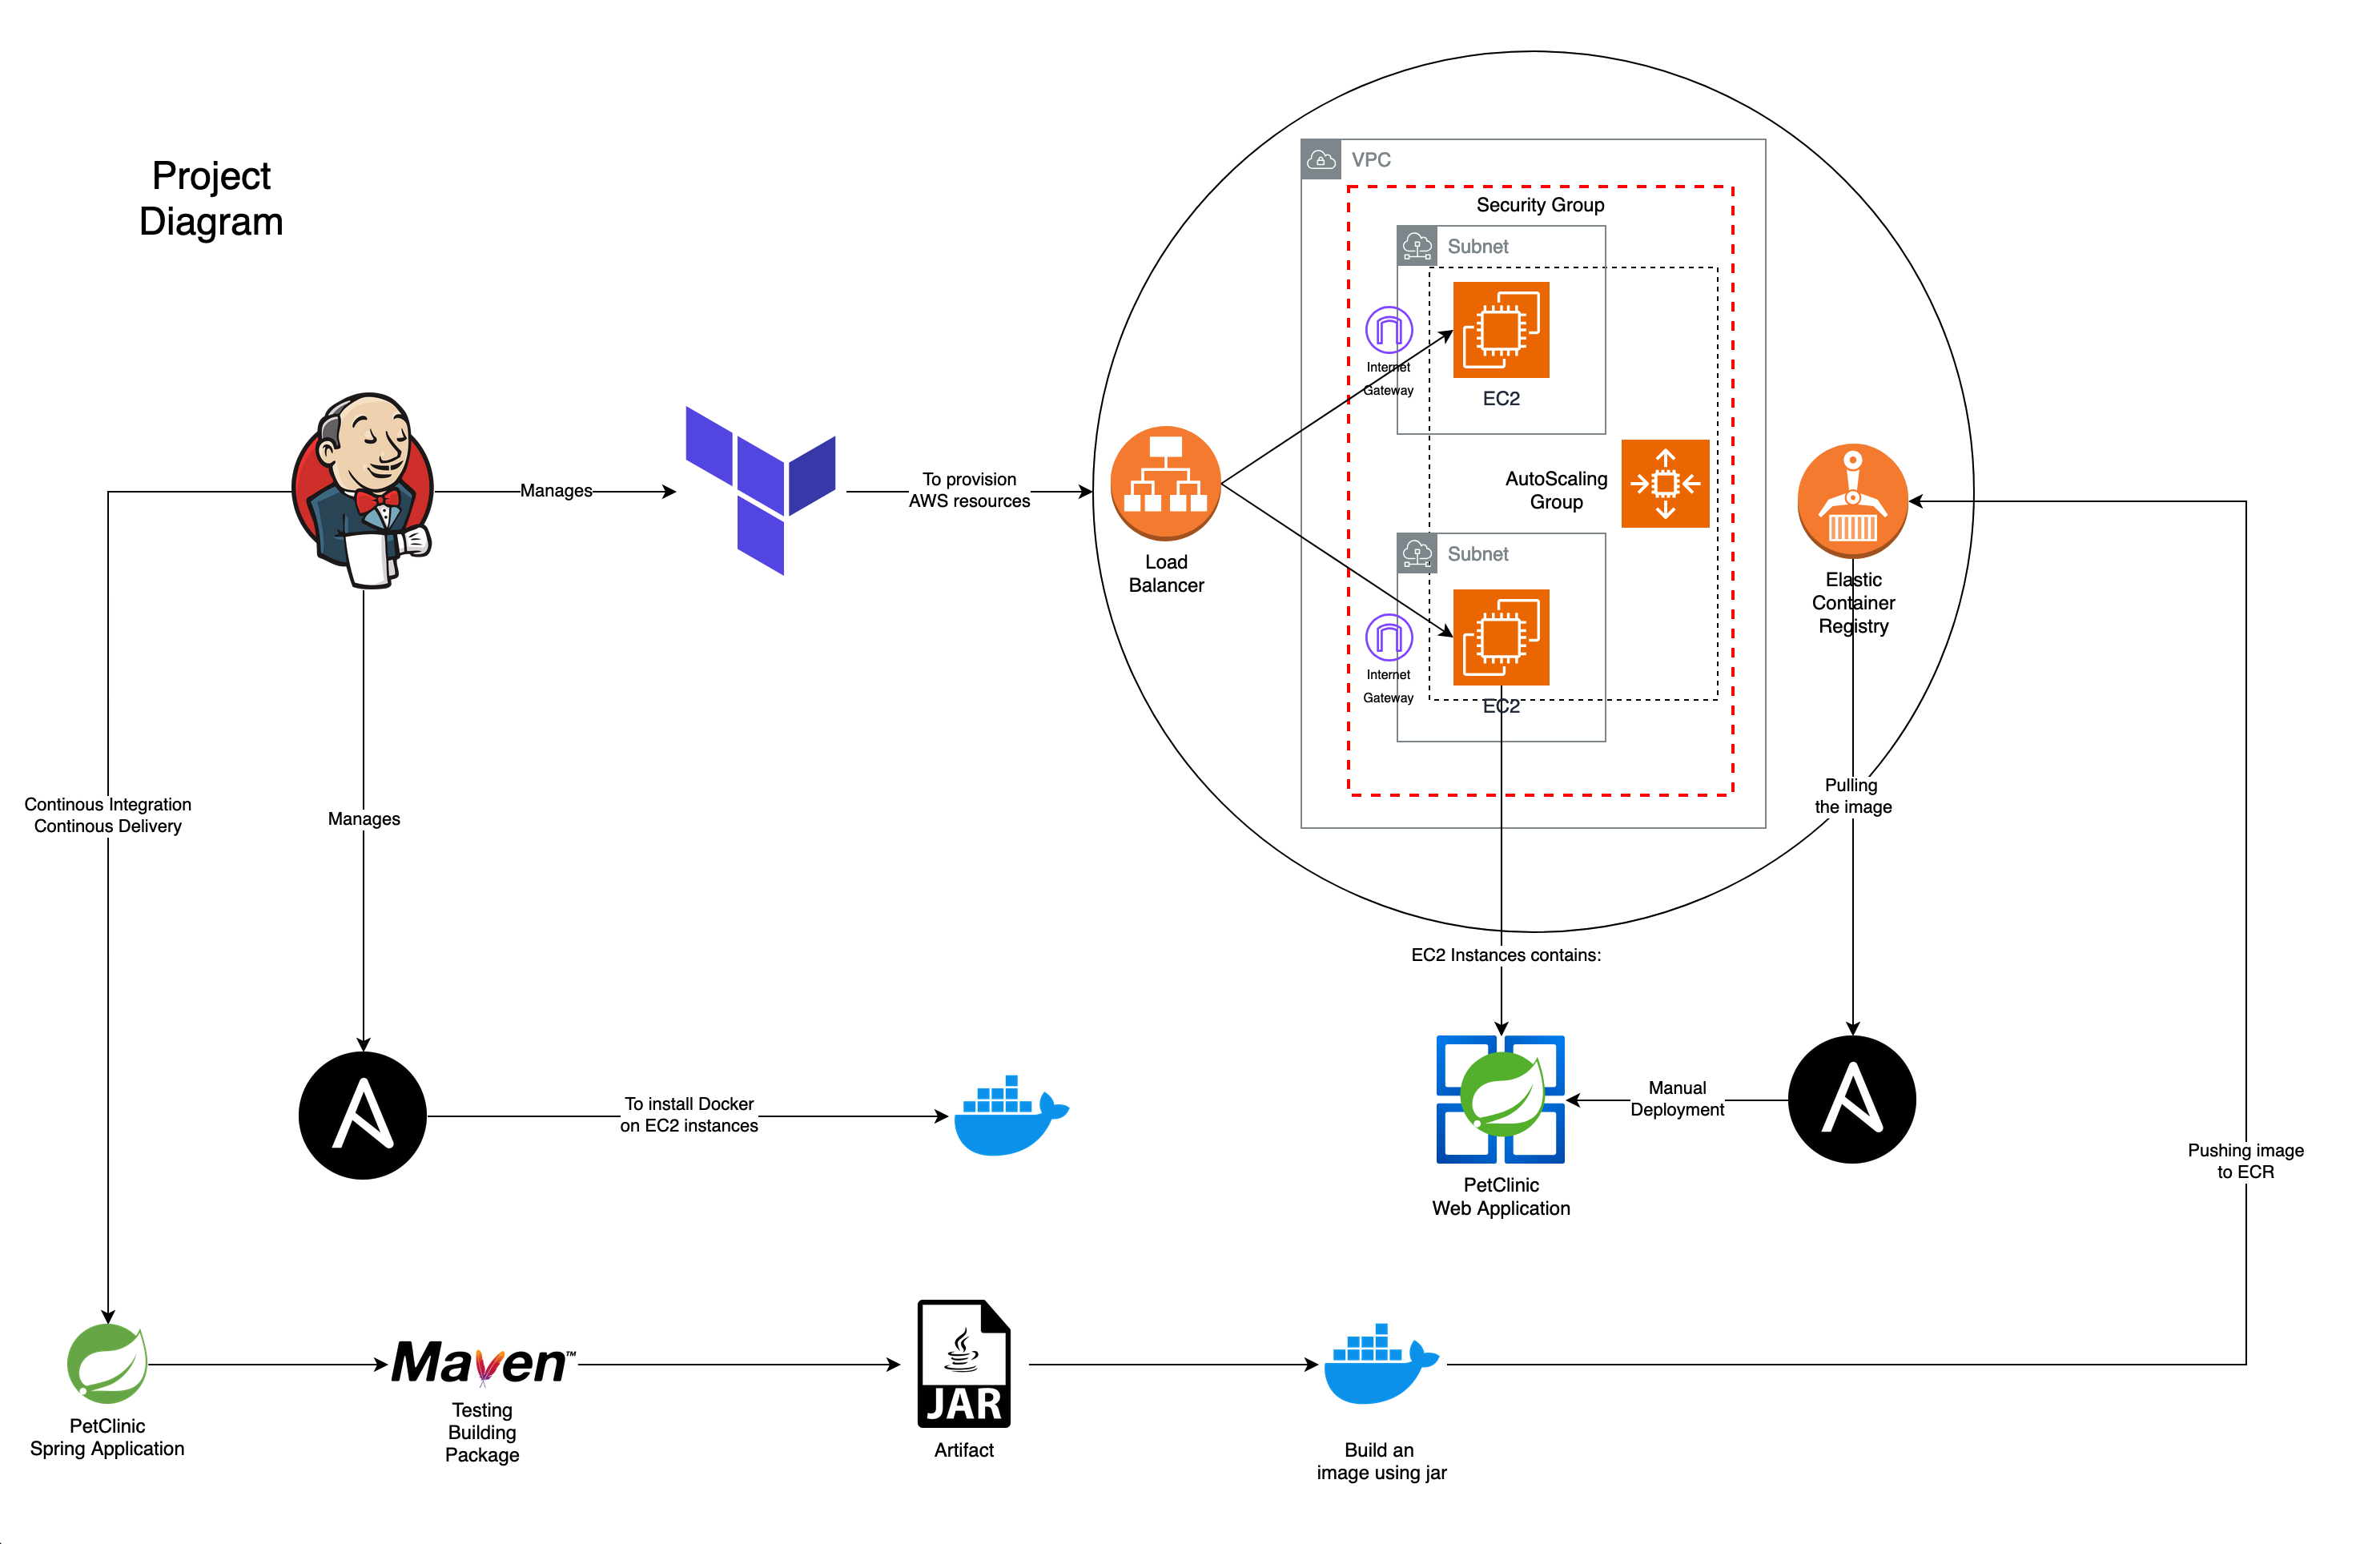 Project
Diagram
VPC
Security Group
Subnet
Internet
Gateway
EC2
Manages
To provision
AWS resources
AutoScaling
Group
Load
Balancer
Subnet
Elastic
Container
Registry
Internet
Gateway
EC2
Continous Integration
Continous Delivery
Manages
Pulling
the image
EC2 Instances contains:
To install Docker
on EC2 instances
Manual
Deployment
PetClinic
Web Application
Pushing image
to ECR
Maven™
JAR
PetClinic
Spring Application
Testing
Building
Package
Artifact
Build an
image using jar